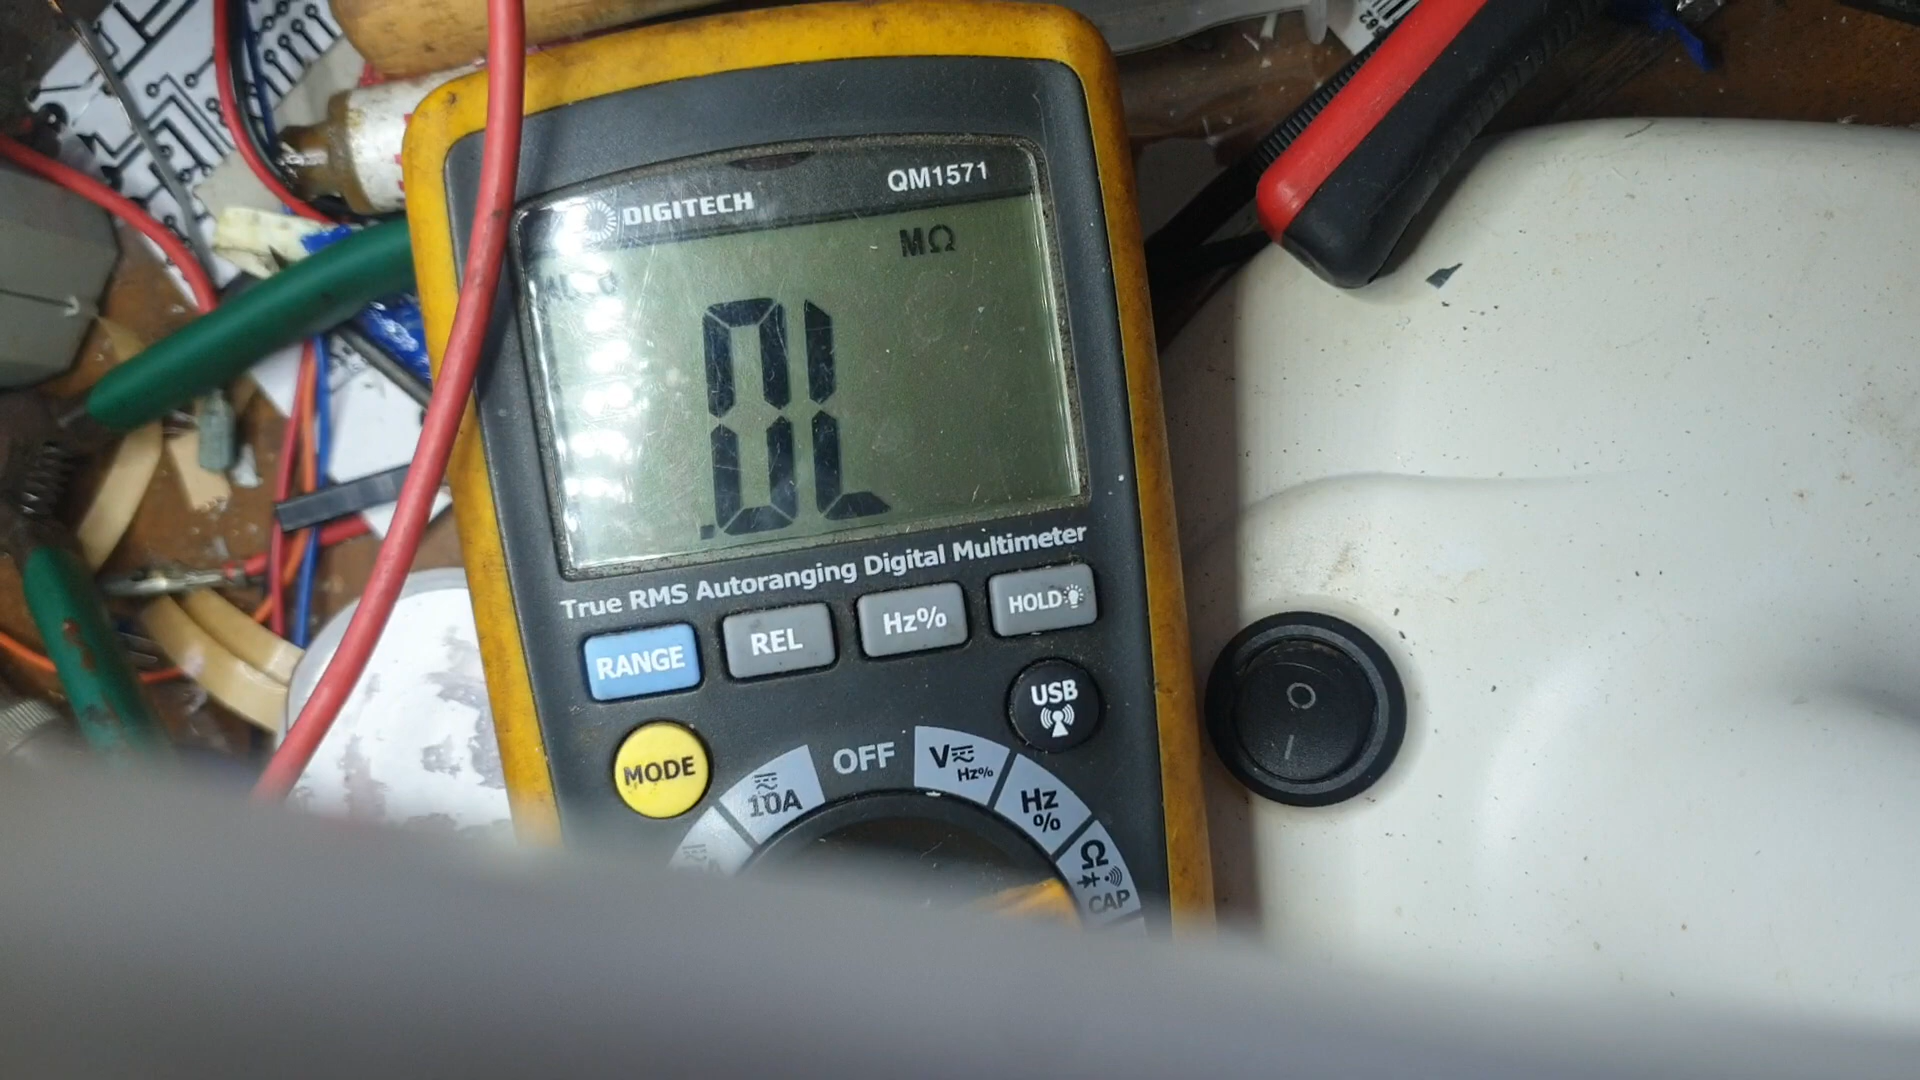 DIGITECH
QM1571
MΩ
.0L
True RMS Autoranging Digital Multimeter
RANGE
REL
Hz%
HOLD
USB
MODE
10A
OFF
V
Hz%
Hz
%
Ω
CAP